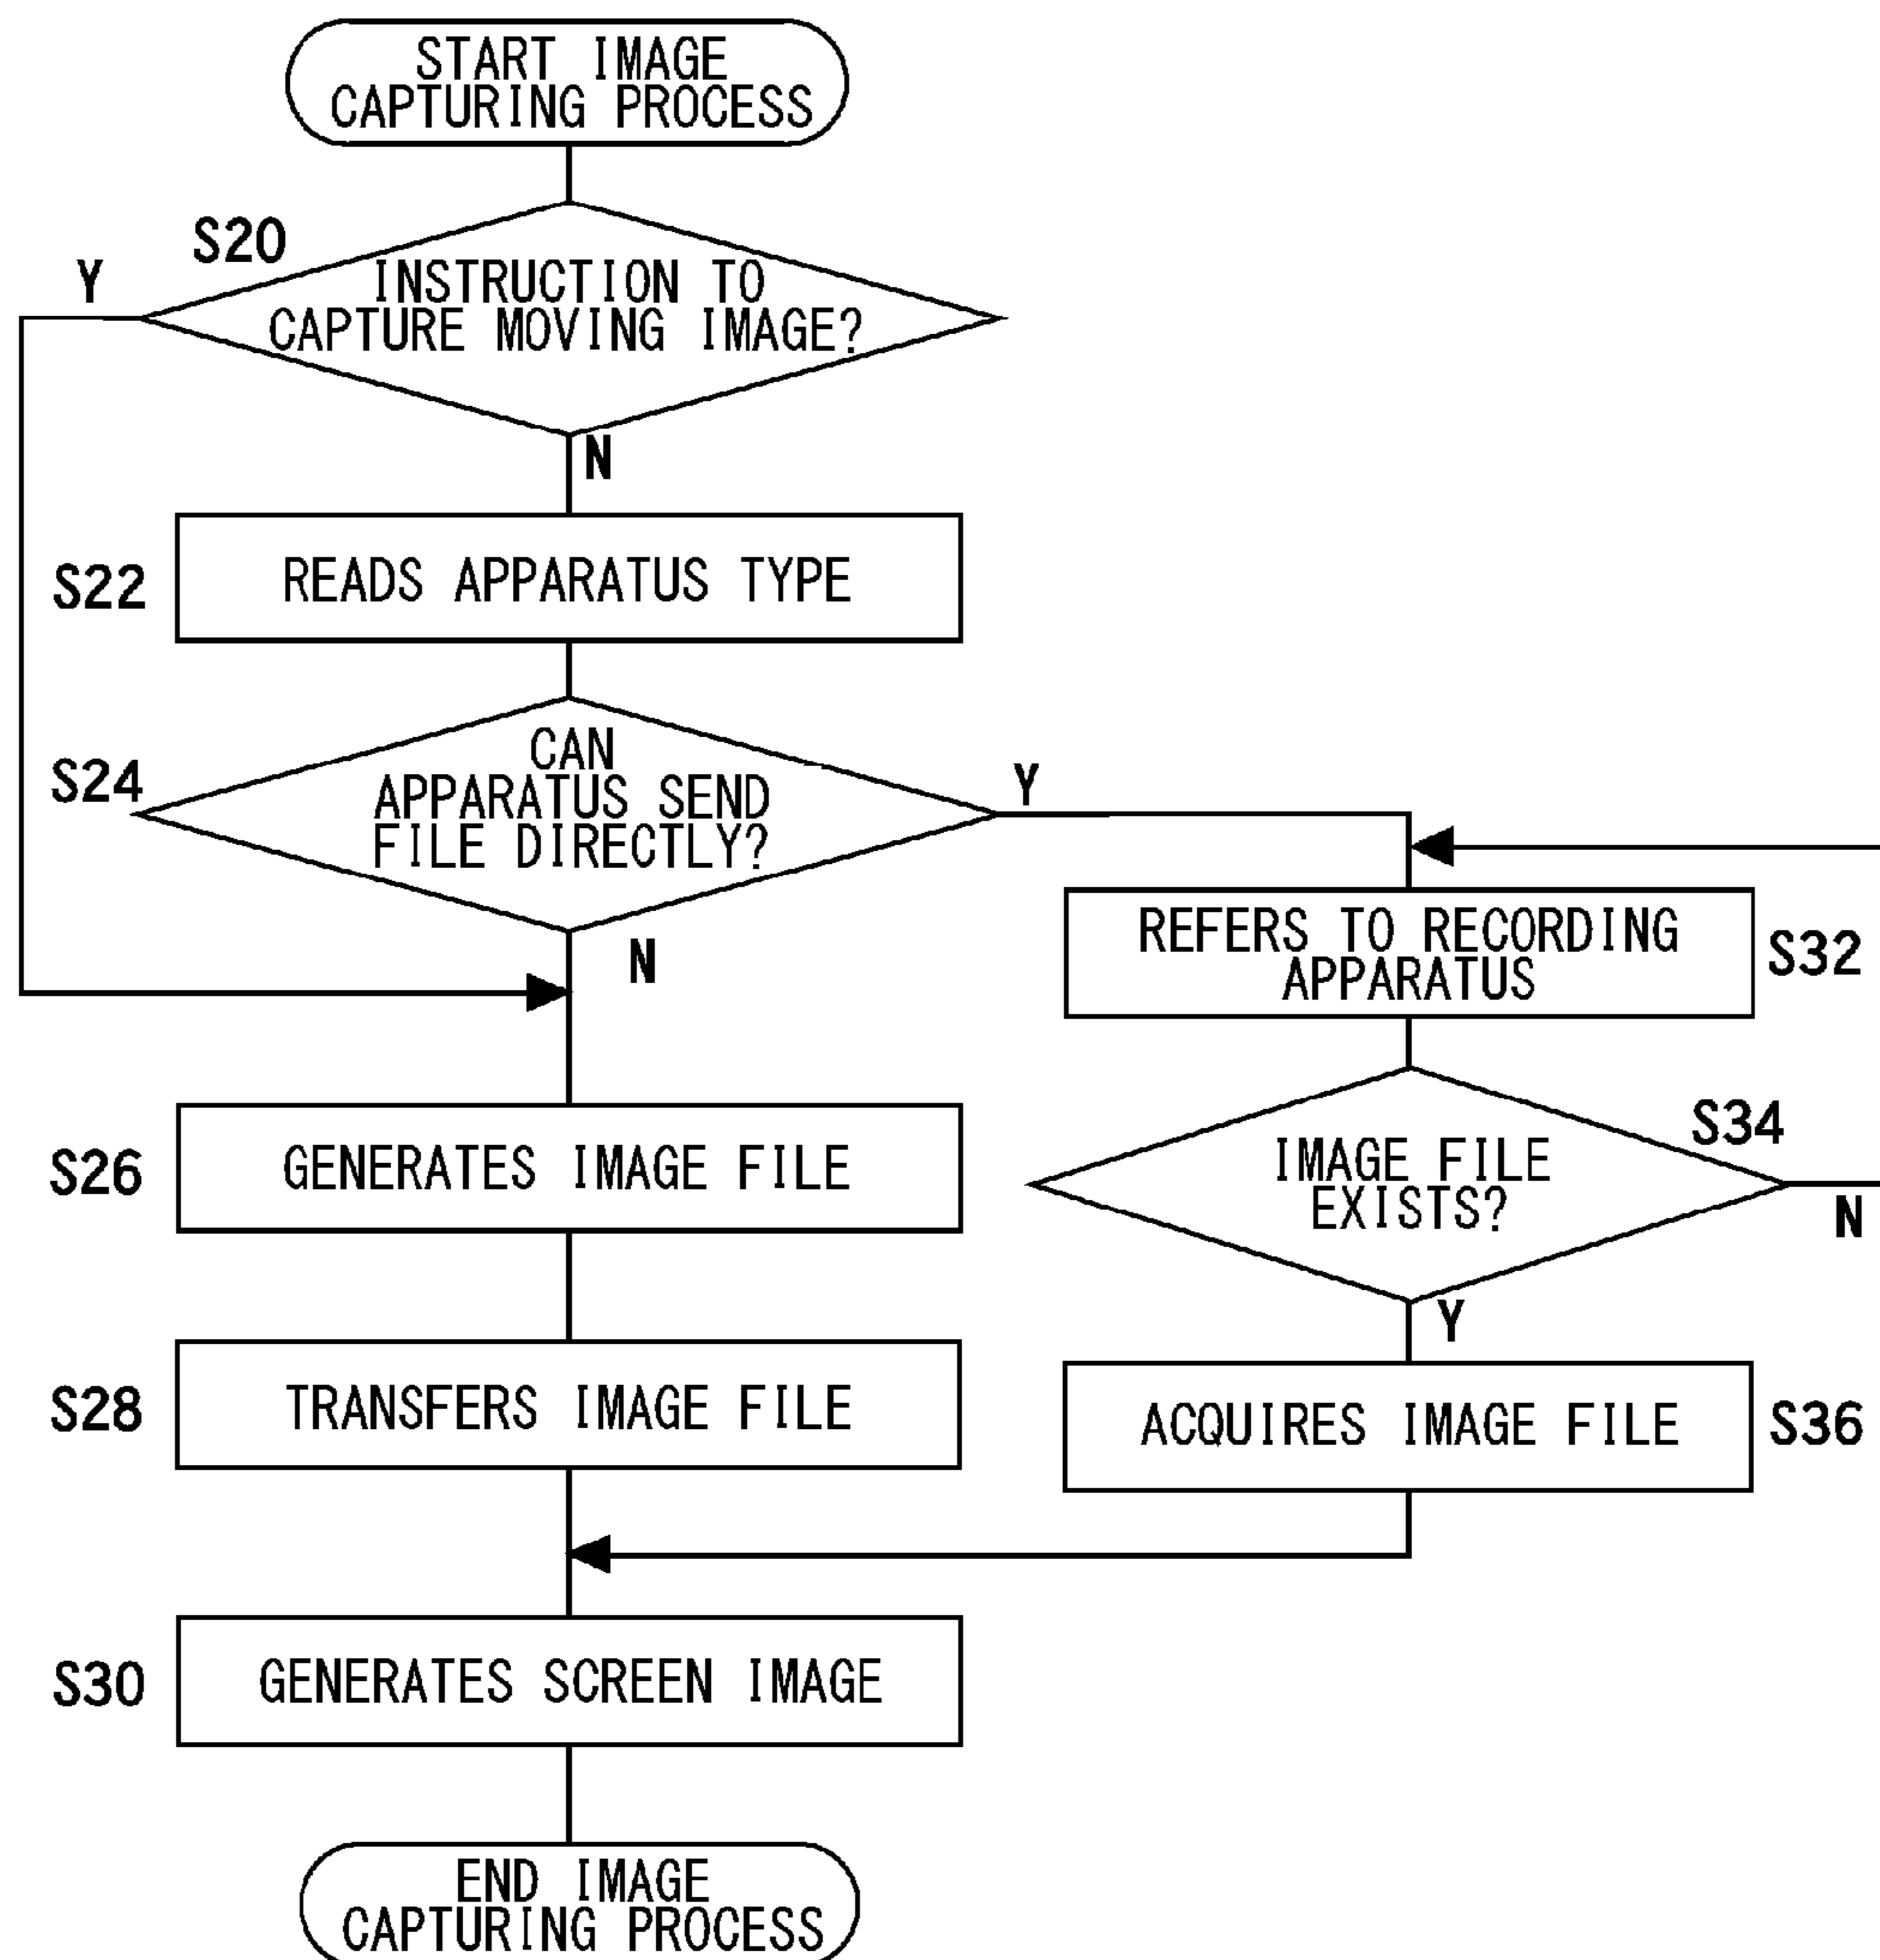 START IMAGE
CAPTURING PROCESS
S20
Y
INSTRUCTION TO
CAPTURE MOVING IMAGE?
N
S22
READS APPARATUS TYPE
S24
CAN
APPARATUS SEND
FILE DIRECTLY?
Y
N
REFERS TO RECORDING
APPARATUS
S32
S26
GENERATES IMAGE FILE
IMAGE FILE
EXISTS?
S34
N
Y
S28
TRANSFERS IMAGE FILE
ACQUIRES IMAGE FILE
S36
S30
GENERATES SCREEN IMAGE
END IMAGE
CAPTURING PROCESS